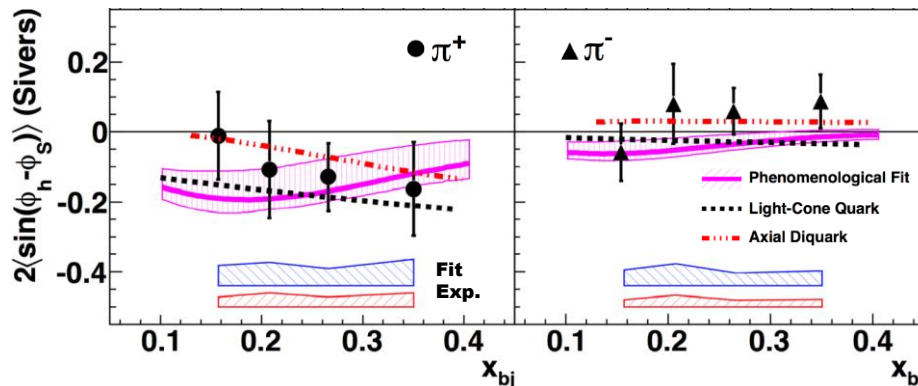 2⟨sin(ϕh-ϕS)⟩ (Sivers)
0.2
0
-0.2
-0.4
π+
π-
Phenomenological Fit
Light-Cone Quark
Axial Diquark
Fit
Exp.
0.1 0.2 0.3 0.4 0.1 0.2 0.3 0.4
xbj xb